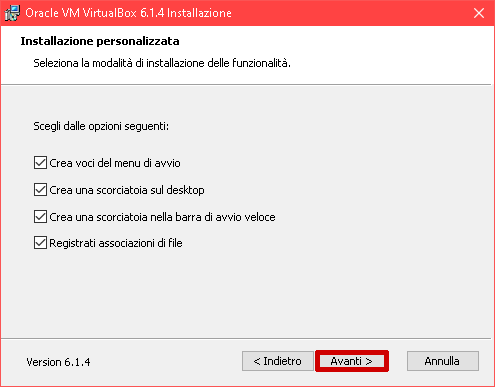 Oracle VM VirtualBox 6.1.4 Installazione
Installazione personalizzata
Seleziona la modalità di installazione delle funzionalità.
Scegli dalle opzioni seguenti:
Crea voci del menu di avvio
Crea una scorciatoia sul desktop
Crea una scorciatoia nella barra di avvio veloce
Registrati associazioni di file
Version 6.1.4
< Indietro
Avanti >
Annulla